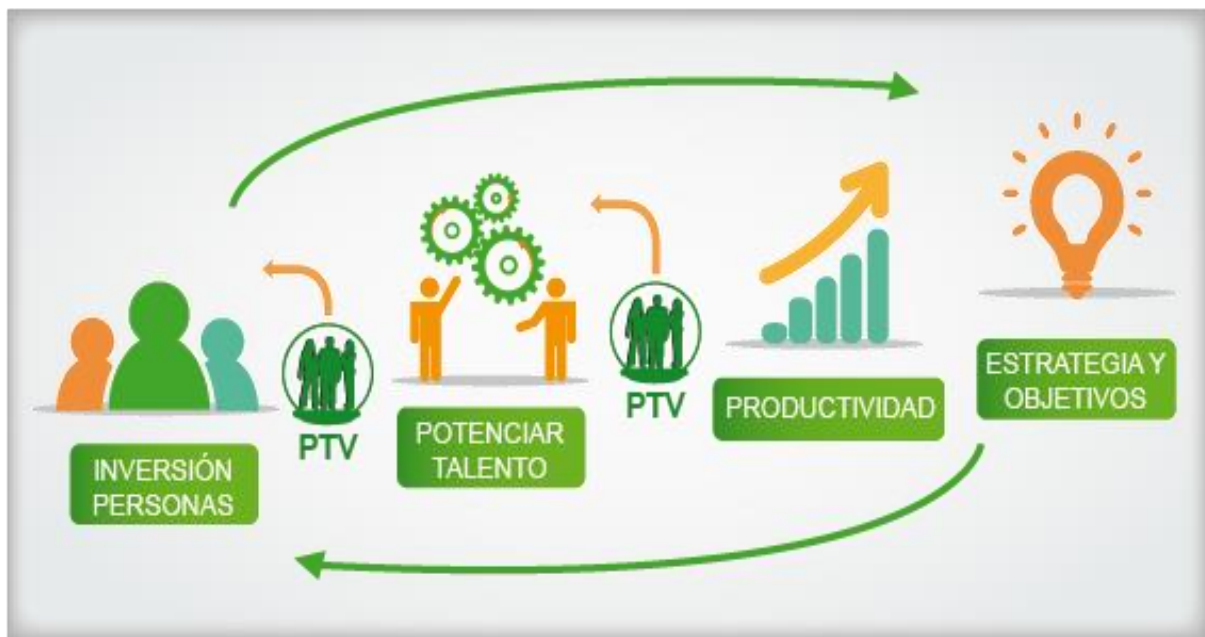 INVERSIÓN
PERSONAS
PTV
POTENCIAR
TALENTO
PTV
PRODUCTIVIDAD
ESTRATEGIA Y
OBJETIVOS